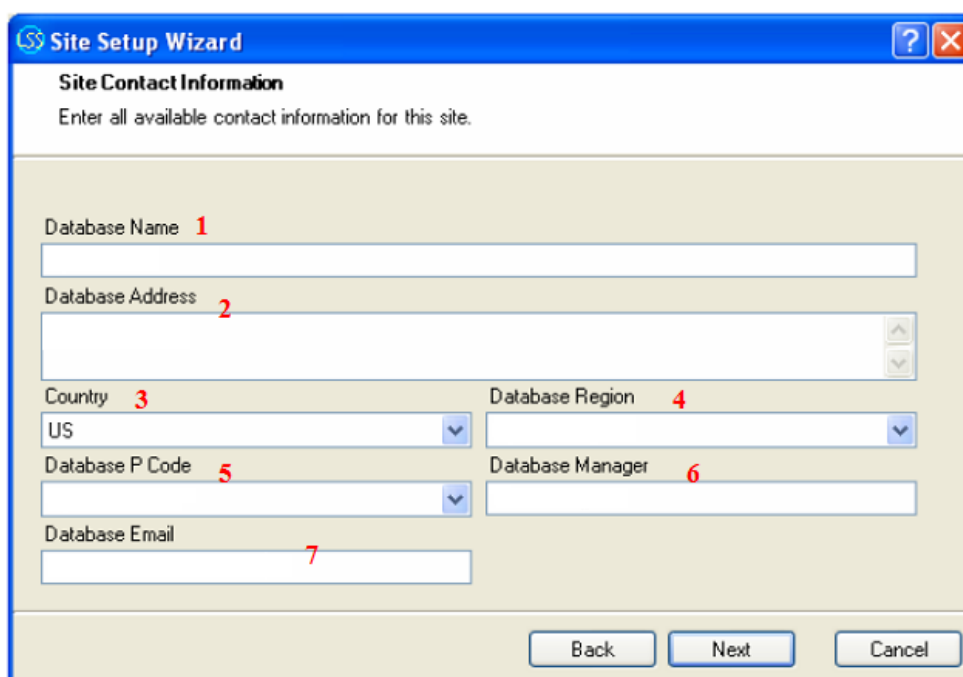 LSS Site Setup Wizard ?
Site Contact Information
Enter all available contact information for this site.
Database Name 1
Database Address 2
Country 3 Database Region 4
US
Database P Code 5 Database Manager 6
Database Email 7
Back Next Cancel